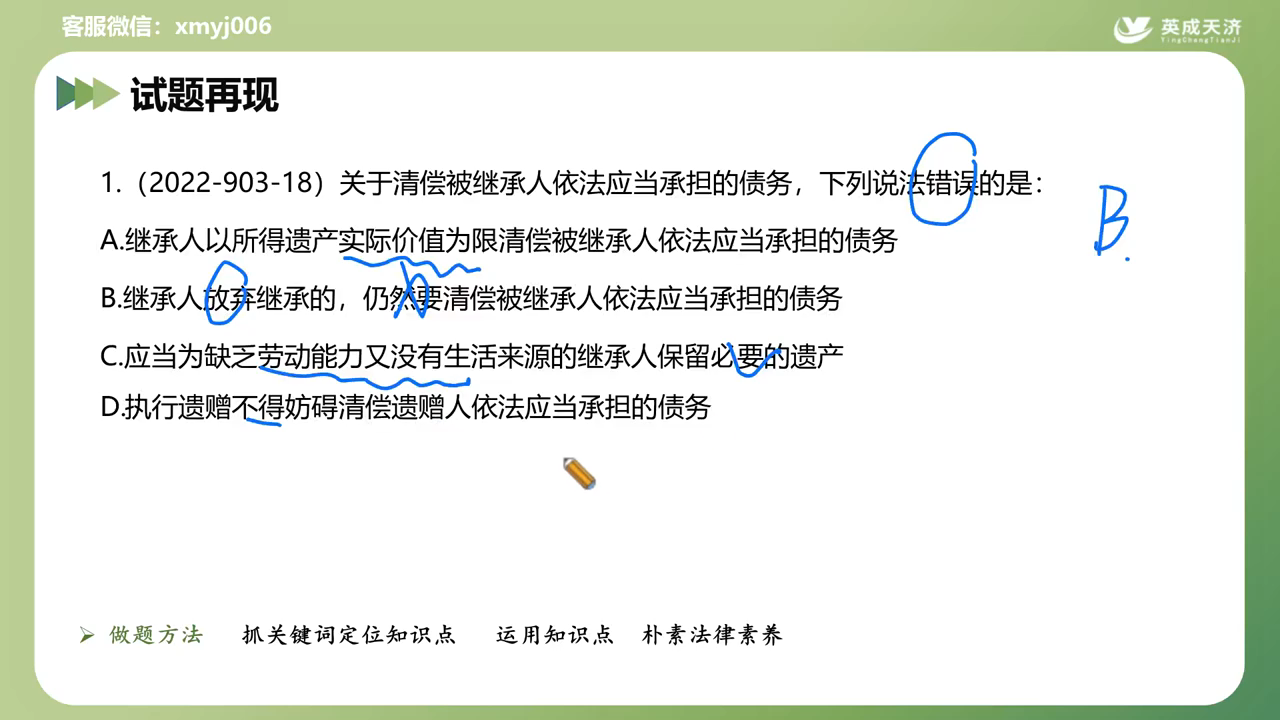 客服微信：xmyj006
英成天济
YingChengTianJi
试题再现
1.（2022-903-18）关于清偿被继承人依法应当承担的债务，下列说法错误的是：
B.
A.继承人以所得遗产实际价值为限清偿被继承人依法应当承担的债务
B.继承人放弃继承的，仍然要清偿被继承人依法应当承担的债务
C.应当为缺乏劳动能力又没有生活来源的继承人保留必要的遗产
D.执行遗赠不得妨碍清偿遗赠人依法应当承担的债务
做题方法 抓关键词定位知识点 运用知识点 朴素法律素养